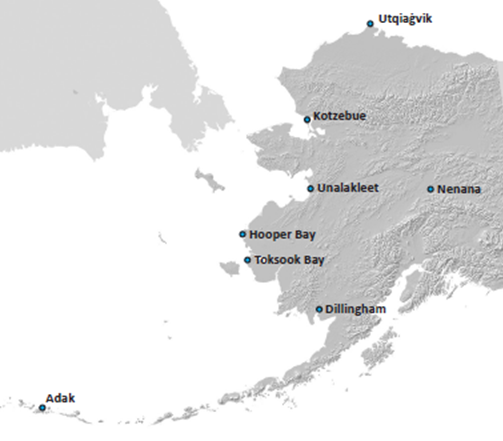 Utqiaġvik
Kotzebue
Unalakleet
Nenana
Hooper Bay
Toksook Bay
Dillingham
Adak